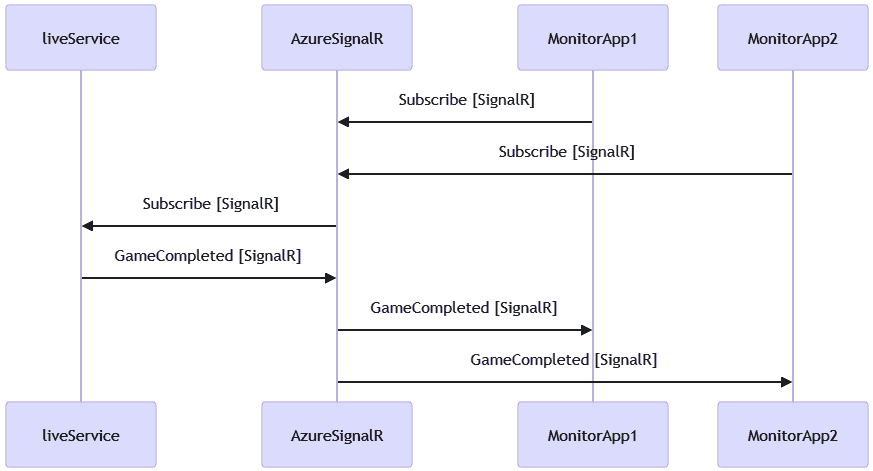 liveService
AzureSignalR
MonitorApp1
MonitorApp2
Subscribe [SignalR]
Subscribe [SignalR]
Subscribe [SignalR]
GameCompleted [SignalR]
GameCompleted [SignalR]
GameCompleted [SignalR]
liveService
AzureSignalR
MonitorApp1
MonitorApp2